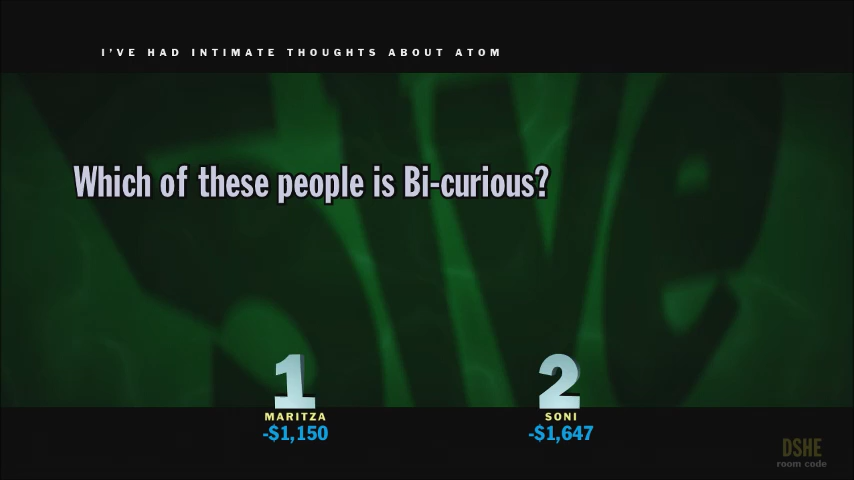 I'VE HAD INTIMATE THOUGHTS ABOUT ATOM
Which of these people is Bi-curious?
1 2
MARITZA SONI
-$1,150 -$1,647
DSHE
room code